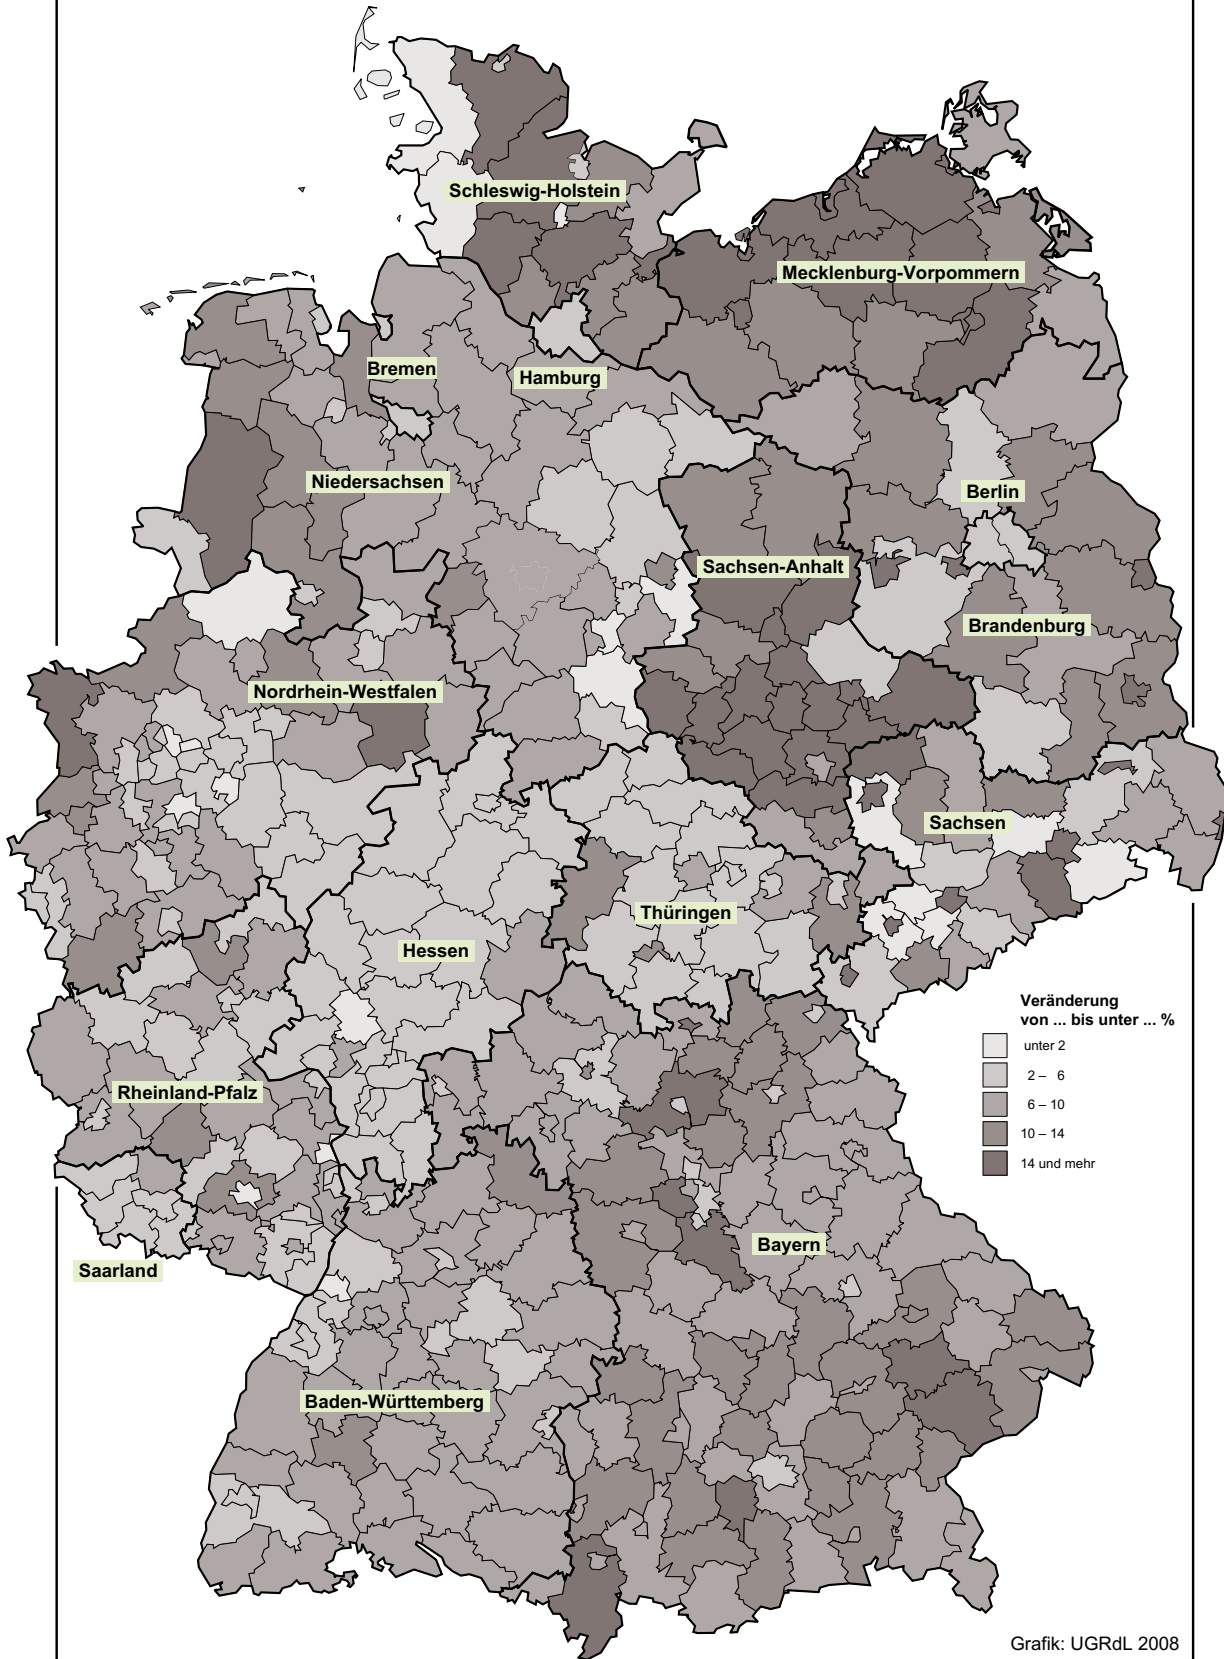 Schleswig-Holstein
Mecklenburg-Vorpommern
Bremen
Hamburg
Niedersachsen
Berlin
Sachsen-Anhalt
Brandenburg
Nordrhein-Westfalen
Sachsen
Thüringen
Hessen
Veränderung
von ... bis unter ... %
unter 2
2 – 6
6 – 10
10 – 14
14 und mehr
Rheinland-Pfalz
Bayern
Saarland
Baden-Württemberg
Grafik: UGRdL 2008